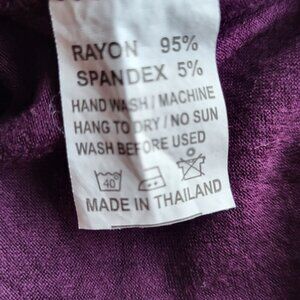 RAYON 95%
SPANDEX 5%
HAND WASH / MACHINE
HANG TO DRY / NO SUN
WASH BEFORE USED
40
MADE IN THAILAND